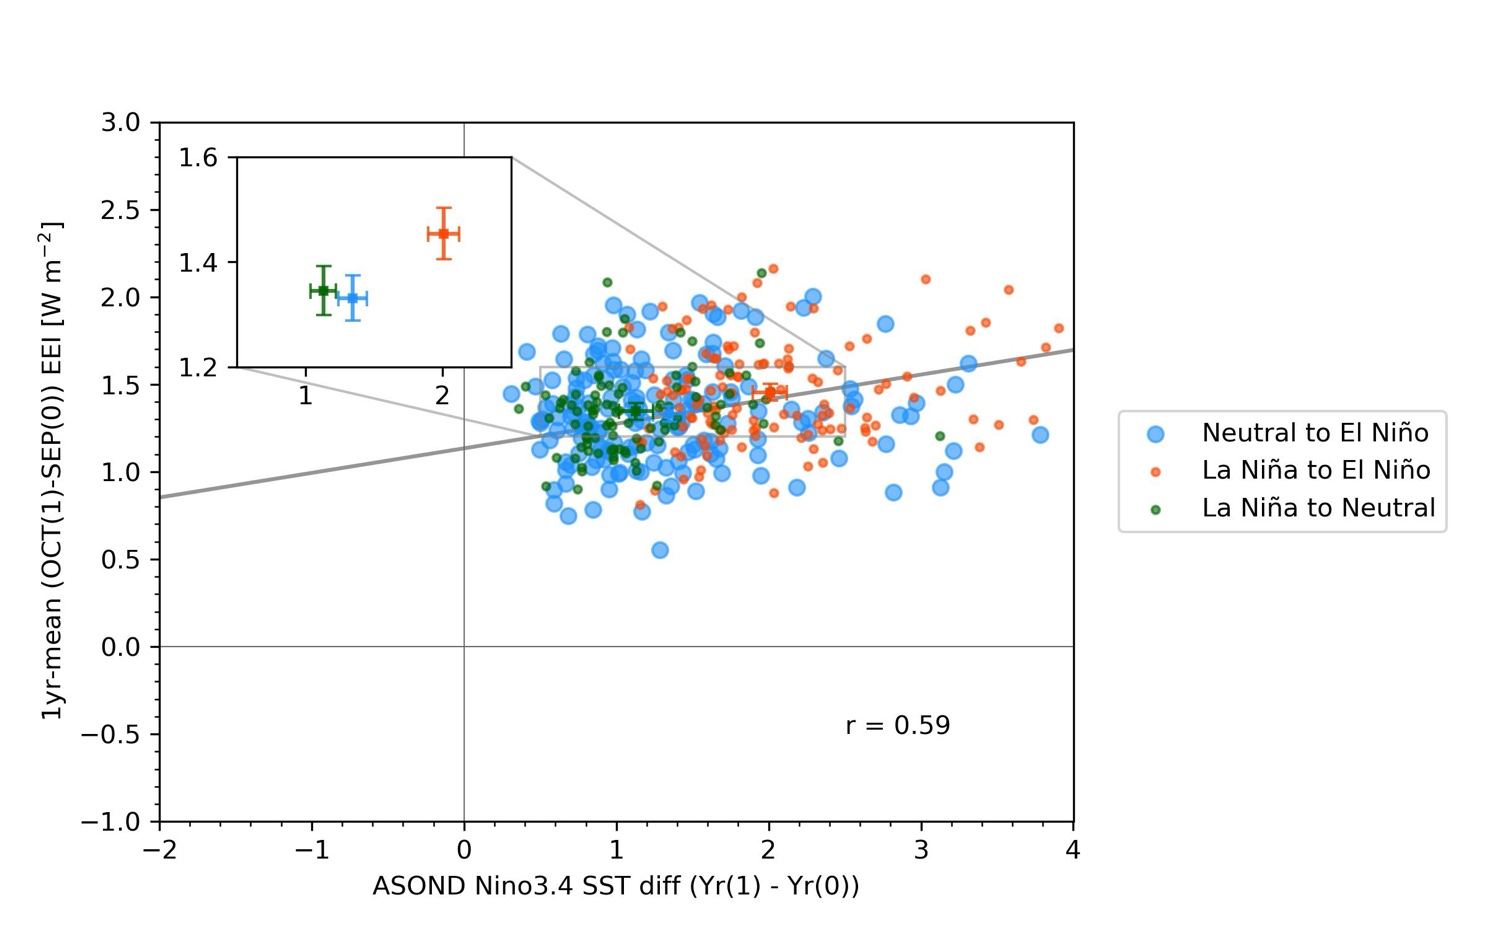 3.0
2.5
2.0
1.5
1.0
0.5
0.0
−0.5
−1.0
1yr-mean (OCT(1)-SEP(0)) EEI [W m⁻²]
1.6
1.4
1.2
1 2
r = 0.59
−2 −1 0 1 2 3 4
ASOND Nino3.4 SST diff (Yr(1) - Yr(0))
Neutral to El Niño
La Niña to El Niño
La Niña to Neutral